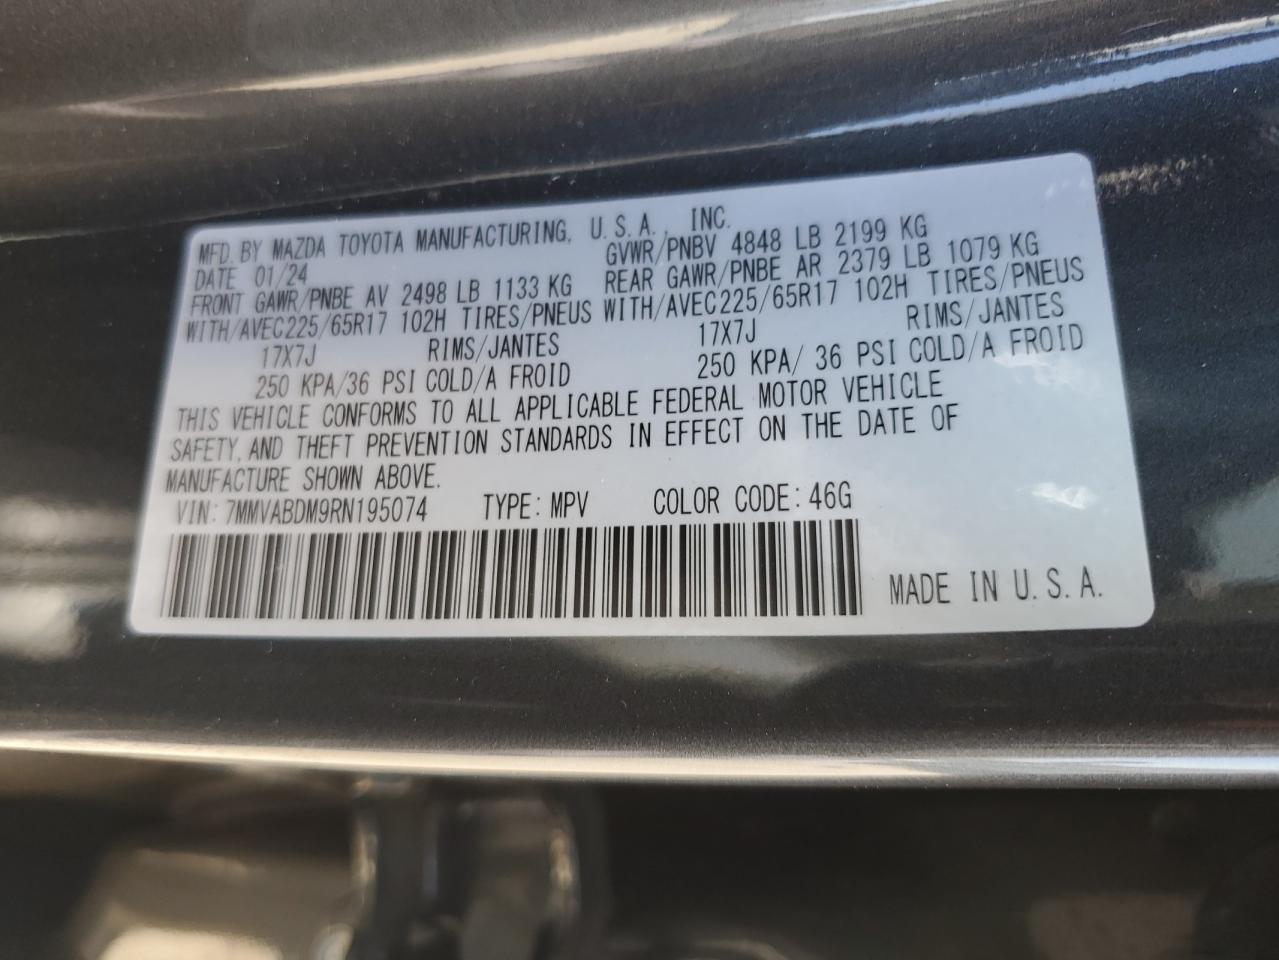 MFD. BY MAZDA TOYOTA MANUFACTURING, U.S.A., INC.
DATE 01/24 GVWR/PNBV 4848 LB 2199 KG
FRONT GAWR/PNBE AV 2498 LB 1133 KG REAR GAWR/PNBE AR 2379 LB 1079 KG
WITH/AVEC225/65R17 102H TIRES/PNEUS WITH/AVEC225/65R17 102H TIRES/PNEUS
17X7J RIMS/JANTES 17X7J RIMS/JANTES
250 KPA/36 PSI COLD/A FROID 250 KPA/ 36 PSI COLD/A FROID
THIS VEHICLE CONFORMS TO ALL APPLICABLE FEDERAL MOTOR VEHICLE
SAFETY, AND THEFT PREVENTION STANDARDS IN EFFECT ON THE DATE OF
MANUFACTURE SHOWN ABOVE.
VIN: 7MMVABDM9RN195074 TYPE: MPV COLOR CODE: 46G
MADE IN U.S.A.